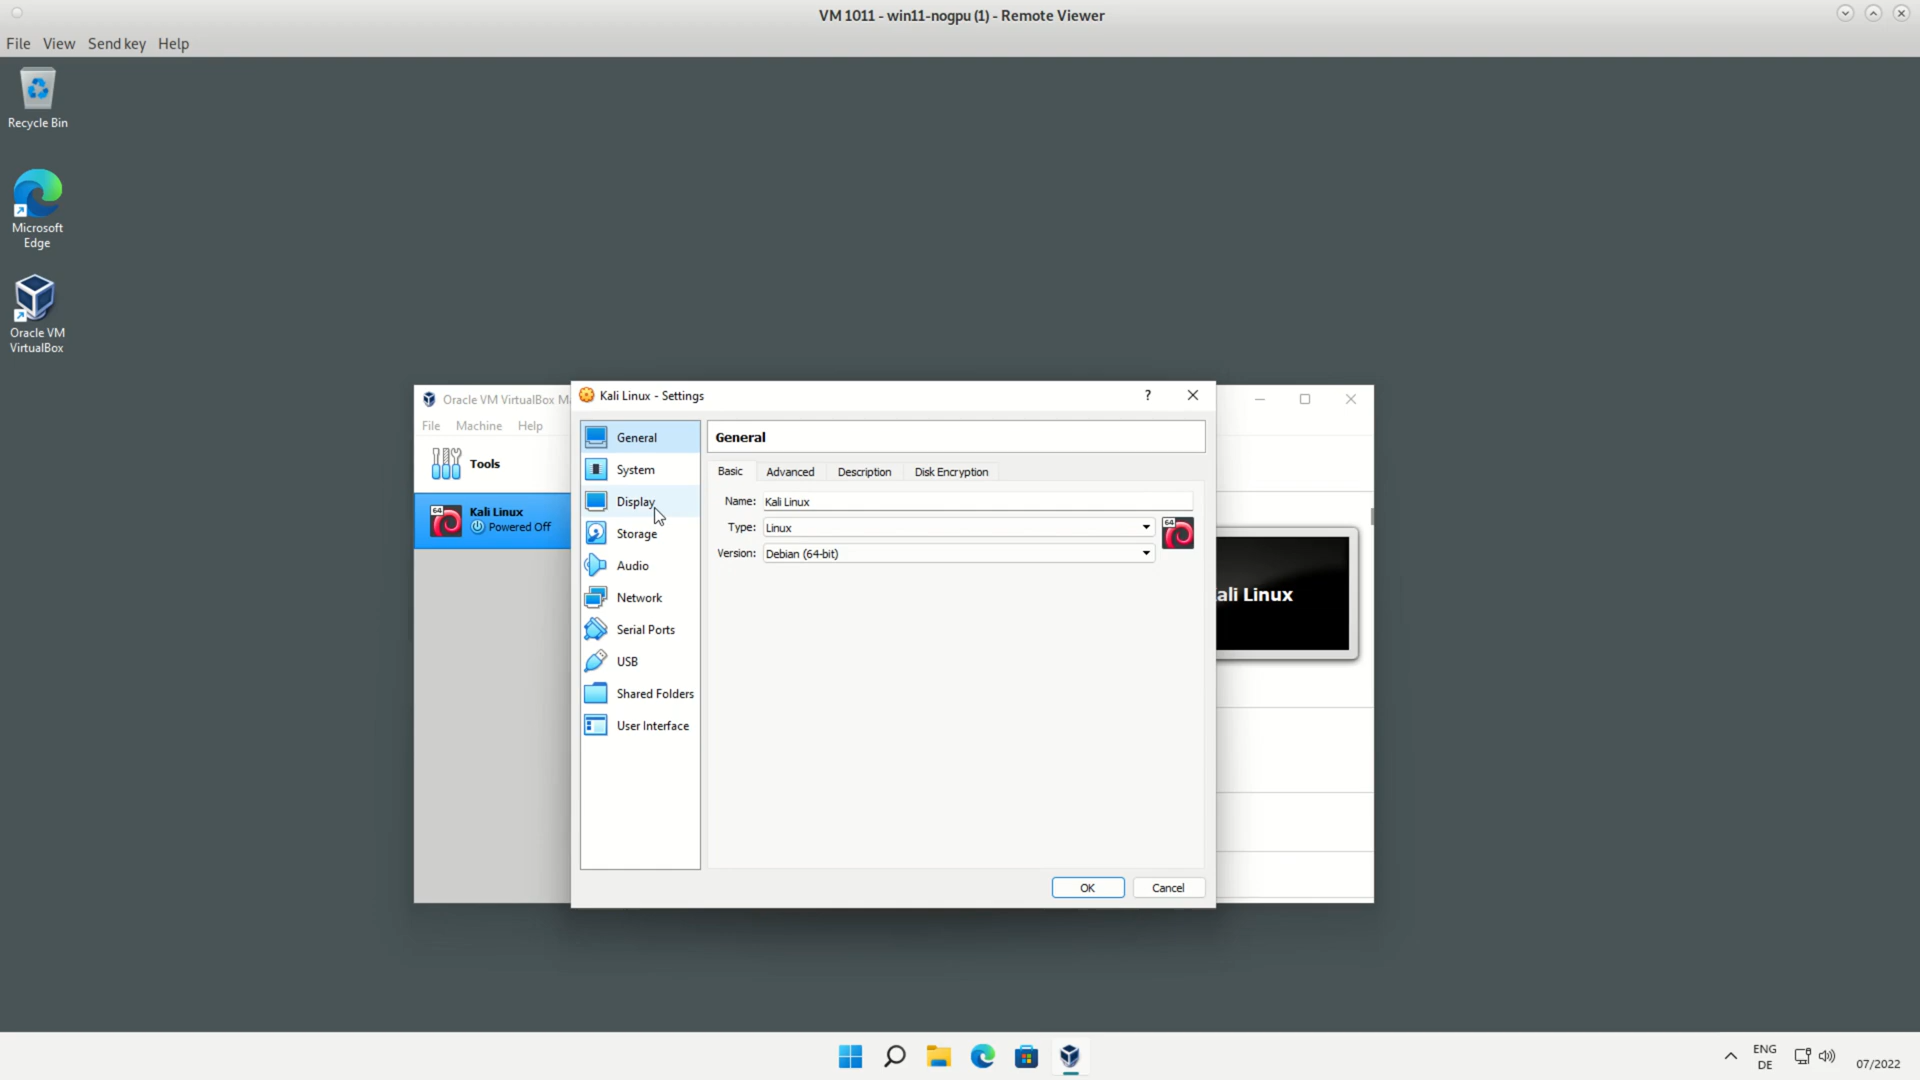 VM 1011 - win11-nogpu (1) - Remote Viewer
File View Send key Help
Recycle Bin
Microsoft
Edge
Oracle VM
VirtualBox
Oracle VM VirtualBox M
File Machine Help
Tools
64
Kali Linux
Powered Off
Kali Linux - Settings
?
General
System
Display
Storage
Audio
Network
Serial Ports
USB
Shared Folders
User Interface
General
Basic Advanced Description Disk Encryption
Name: Kali Linux
Type: Linux
64
Version: Debian (64-bit)
OK Cancel
ali Linux
ENG
DE
07/2022